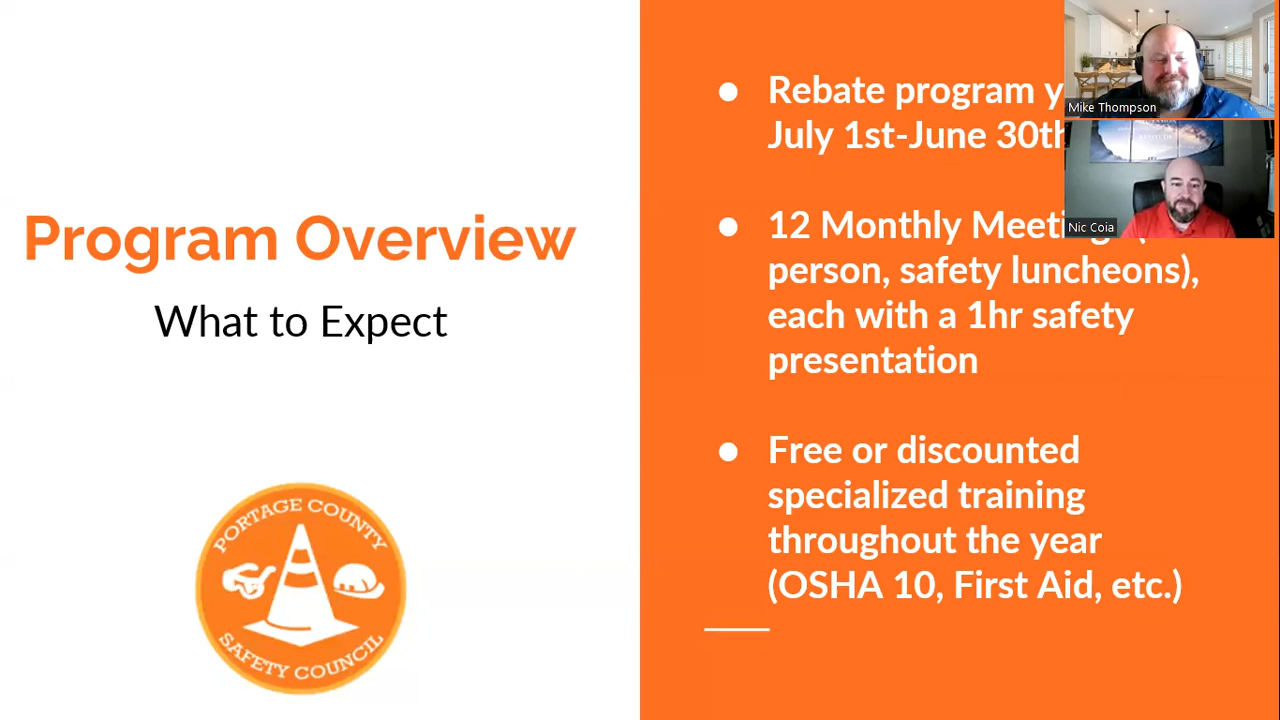 Program Overview
What to Expect
PORTAGE COUNTY
SAFETY COUNCIL
Rebate program
July 1st-June 30th
12 Monthly
person, safety luncheons),
each with a 1hr safety
presentation
Free or discounted
specialized training
throughout the year
(OSHA 10, First Aid, etc.)
Mike Thompson
Nic Coia